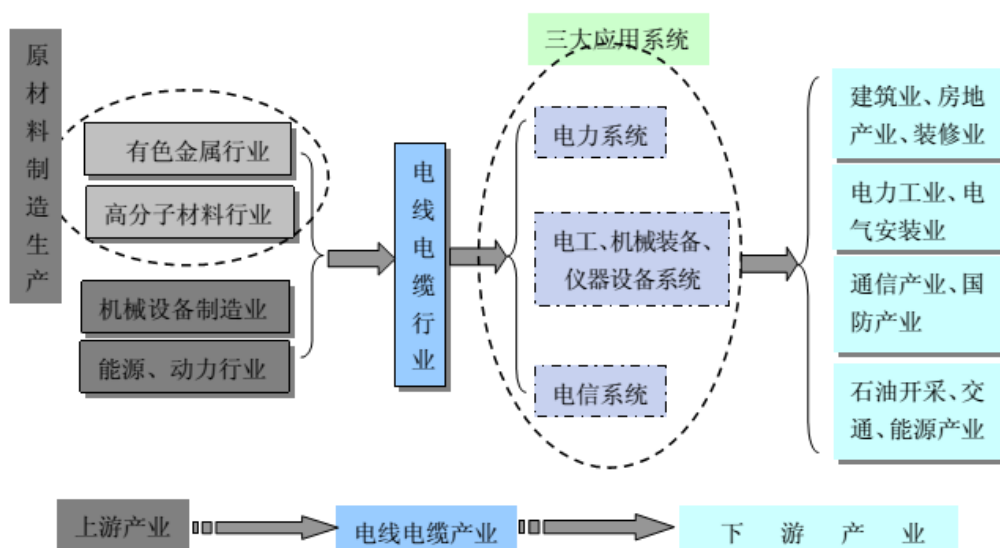 三大应用系统
原材料制造生产
有色金属行业
高分子材料行业
机械设备制造业
能源、动力行业
电线电缆行业
电力系统
电工、机械装备、
仪器设备系统
电信系统
建筑业、房地
产业、装修业
电力工业、电
气安装业
通信产业、国
防产业
石油开采、交
通、能源产业
上游产业
电线电缆产业
下游产业